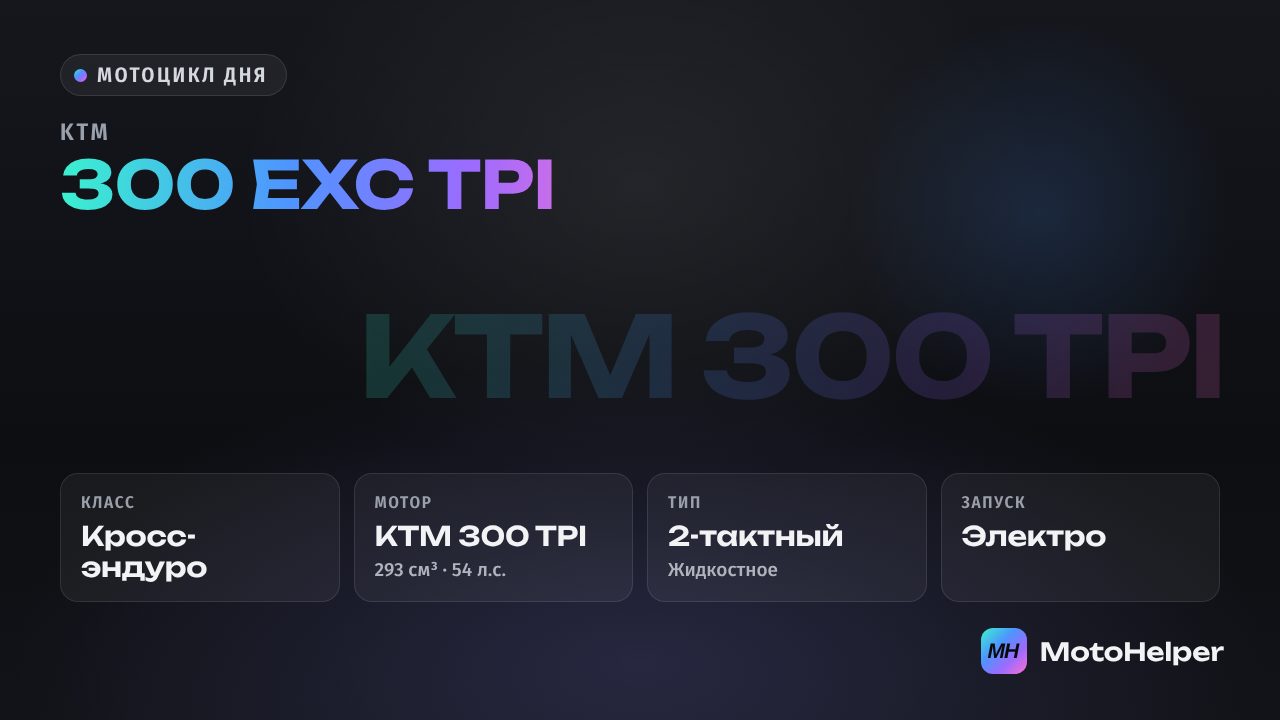 МОТОЦИКЛ ДНЯ
KTM
300 EXC TPI
KTM 300 TPI
КЛАСС
Кросс-
эндуро
МОТОР
KTM 300 TPI
293 см³ · 54 л.с.
ТИП
2-тактный
Жидкостное
ЗАПУСК
Электро
MH MotoHelper